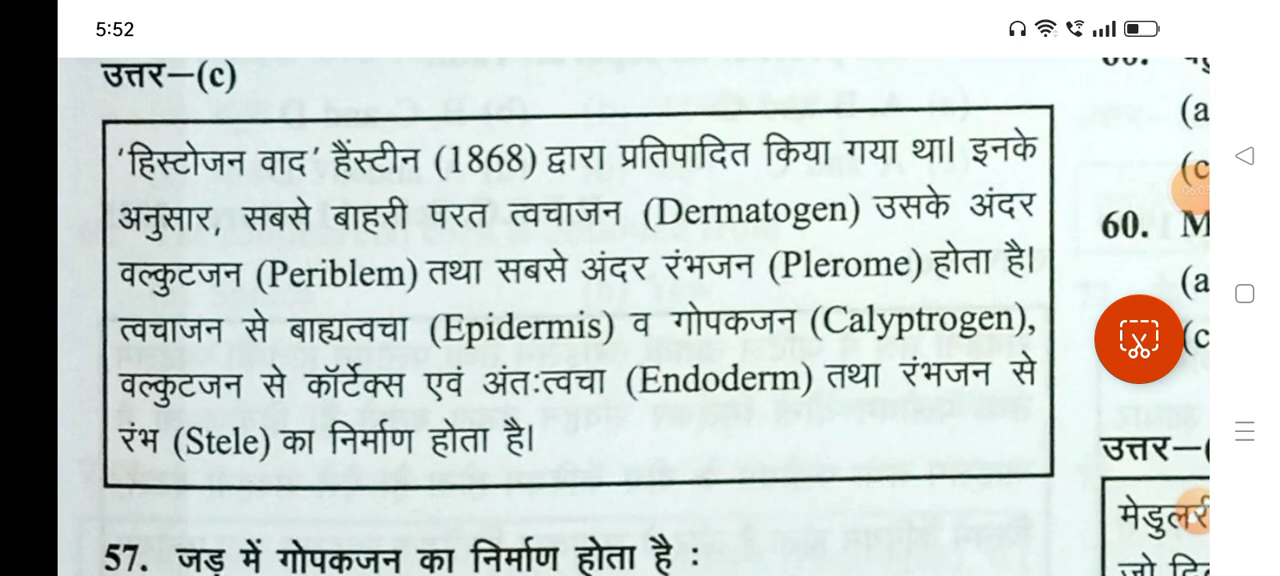 5:52
उत्तर–(c)
'हिस्टोजन वाद' हैंस्टीन (1868) द्वारा प्रतिपादित किया गया था। इनके
अनुसार, सबसे बाहरी परत त्वचाजन (Dermatogen) उसके अंदर
वल्कुटजन (Periblem) तथा सबसे अंदर रंभजन (Plerome) होता है।
त्वचाजन से बाह्यत्वचा (Epidermis) व गोपकजन (Calyptrogen),
वल्कुटजन से कॉर्टेक्स एवं अंतःत्वचा (Endoderm) तथा रंभजन से
रंभ (Stele) का निर्माण होता है।
57. जड़ में गोपकजन का निर्माण होता है :
(a
(c
06:03
60. M
(a
(c
उत्तर–(